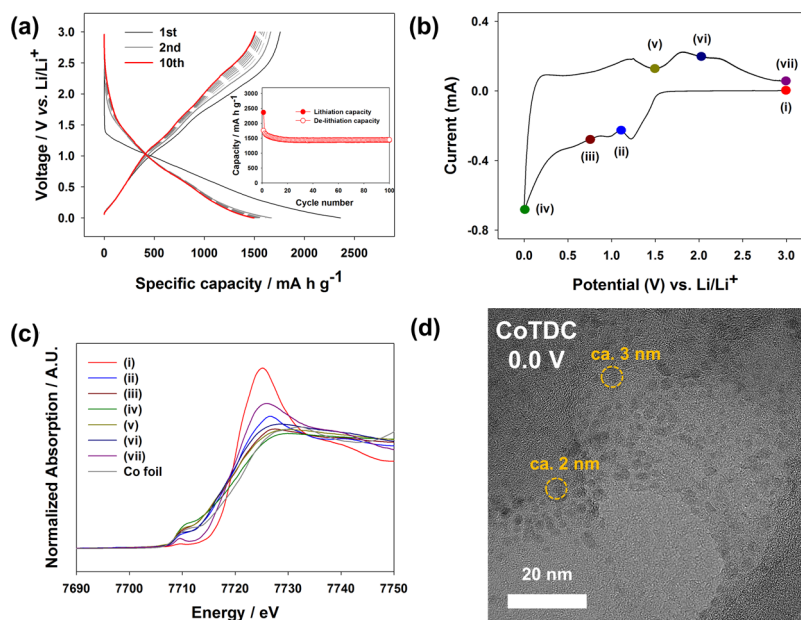 (a)
1st
2nd
10th
3.0
2.5
2.0
1.5
1.0
0.5
0.0
Voltage / V vs. Li/Li+
0 500 1000 1500 2000 2500
Specific capacity / mA h g-1
Lithiation capacity
De-lithiation capacity
3000
2500
2000
1500
1000
500
0
Capacity / mA h g-1
0 20 40 60 80 100
Cycle number
(b)
0.4
0.0
-0.4
-0.8
Current (mA)
(v)
(vi)
(vii)
(i)
(iii)
(ii)
(iv)
0.0 0.5 1.0 1.5 2.0 2.5 3.0
Potential (V) vs. Li/Li+
(c)
(i)
(ii)
(iii)
(iv)
(v)
(vi)
(vii)
Co foil
Normalized Absorption / A.U.
7690 7700 7710 7720 7730 7740 7750
Energy / eV
(d)
CoTDC
0.0 V
ca. 3 nm
ca. 2 nm
20 nm